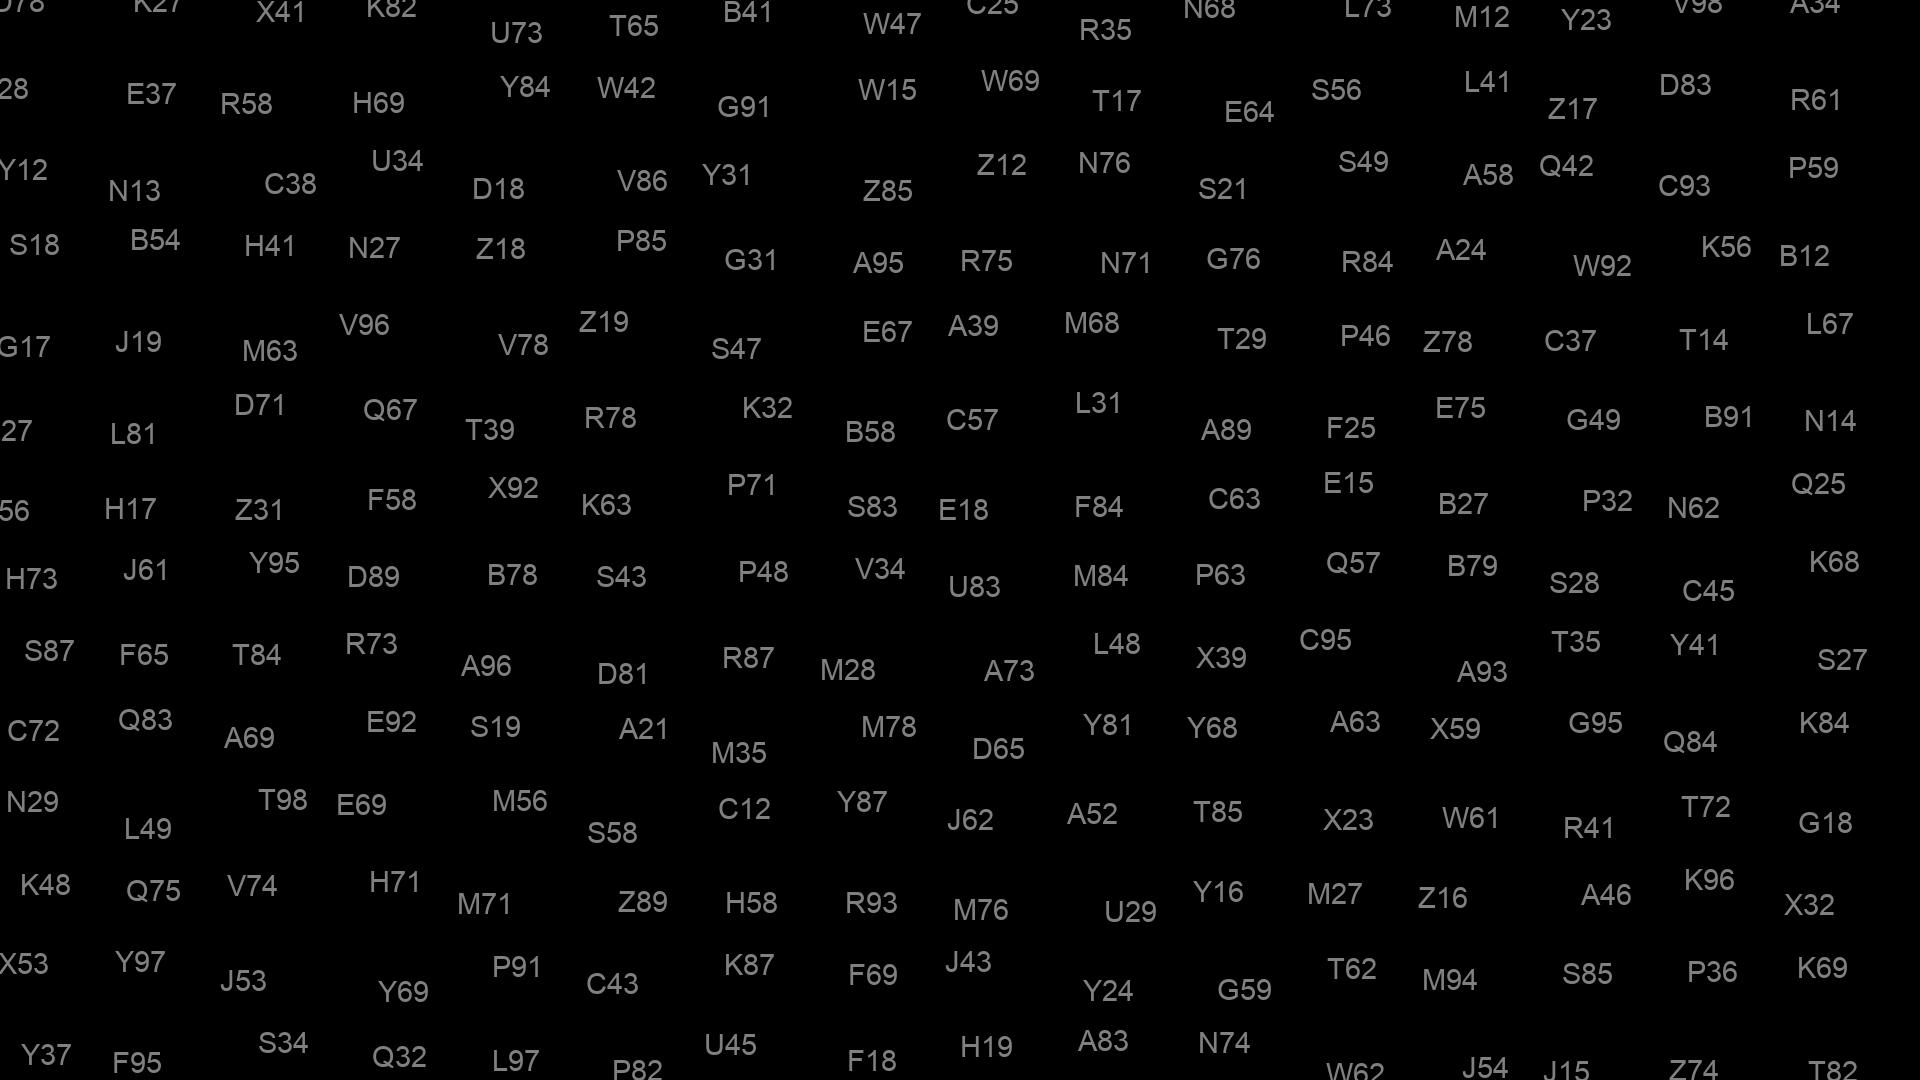 K27 X41 K82 U73 T65 B41 W47 C25 R35 N68 L73 M12 Y23 V98 A34
28 E37 R58 H69 Y84 W42 G91 W15 W69 T17 E64 S56 L41 Z17 D83 R61
Y12 N13 C38 U34 D18 V86 Y31 Z85 Z12 N76 S21 S49 A58 Q42 C93 P59
S18 B54 H41 N27 Z18 P85 G31 A95 R75 N71 G76 R84 A24 W92 K56 B12
G17 J19 M63 V96 V78 Z19 S47 E67 A39 M68 T29 P46 Z78 C37 T14 L67
27 L81 D71 Q67 T39 R78 K32 B58 C57 L31 A89 F25 E75 G49 B91 N14
56 H17 Z31 F58 X92 K63 P71 S83 E18 F84 C63 E15 B27 P32 N62 Q25
H73 J61 Y95 D89 B78 S43 P48 V34 U83 M84 P63 Q57 B79 S28 C45 K68
S87 F65 T84 R73 A96 D81 R87 M28 A73 L48 X39 C95 A93 T35 Y41 S27
C72 Q83 A69 E92 S19 A21 M35 M78 D65 Y81 Y68 A63 X59 G95 Q84 K84
N29 L49 T98 E69 M56 S58 C12 Y87 J62 A52 T85 X23 W61 R41 T72 G18
K48 Q75 V74 H71 M71 Z89 H58 R93 M76 U29 Y16 M27 Z16 A46 K96 X32
X53 Y97 J53 Y69 P91 C43 K87 F69 J43 Y24 G59 T62 M94 S85 P36 K69
Y37 F95 S34 Q32 L97 P82 U45 F18 H19 A83 N74 W62 J54 J15 Z74 T82